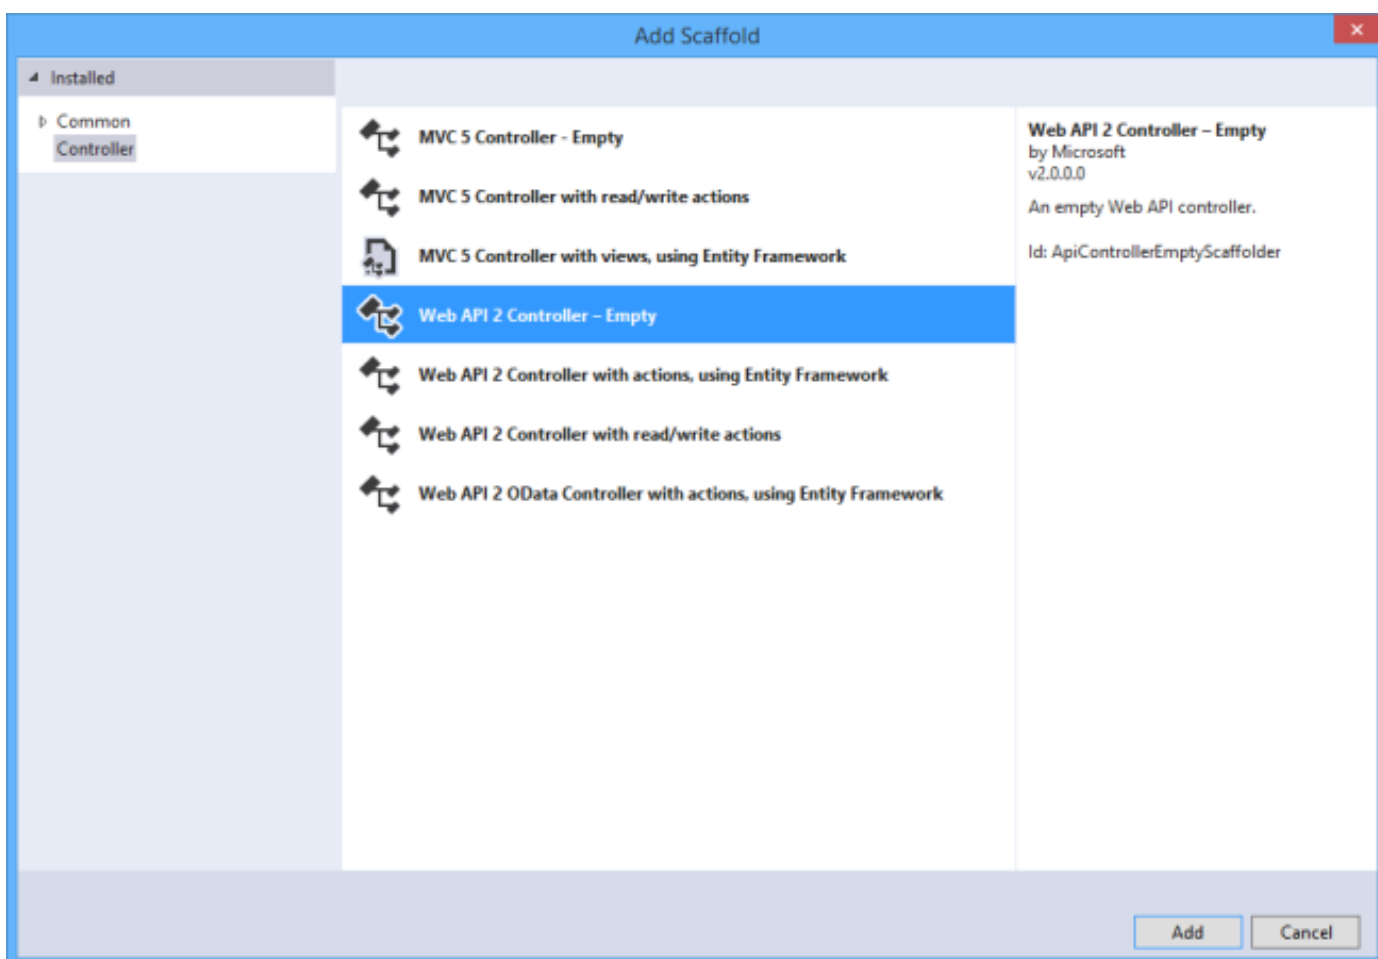 Add Scaffold
Installed
Common
Controller
MVC 5 Controller - Empty
MVC 5 Controller with read/write actions
MVC 5 Controller with views, using Entity Framework
Web API 2 Controller – Empty
Web API 2 Controller with actions, using Entity Framework
Web API 2 Controller with read/write actions
Web API 2 OData Controller with actions, using Entity Framework
Web API 2 Controller – Empty
by Microsoft
v2.0.0.0
An empty Web API controller.
Id: ApiControllerEmptyScaffolder
Add
Cancel